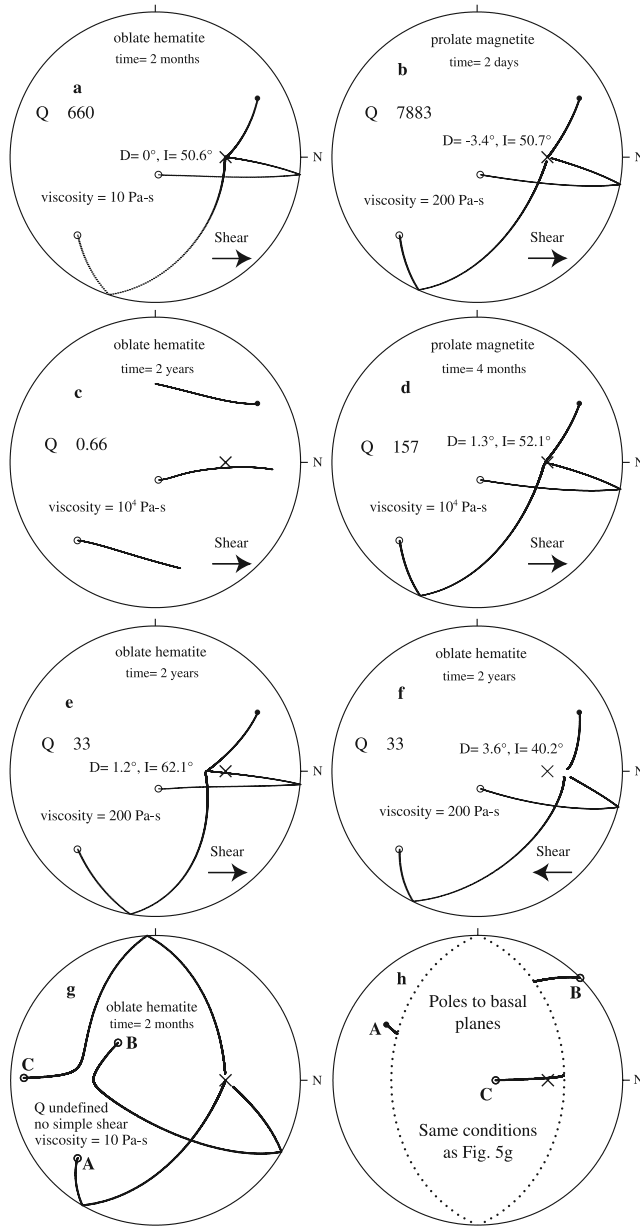 oblate hematite
time= 2 months
a
Q 660
D= 0°, I= 50.6°
N
viscosity = 10 Pa-s
Shear
prolate magnetite
time= 2 days
b
Q 7883
D= -3.4°, I= 50.7°
N
viscosity = 200 Pa-s
Shear
oblate hematite
time= 2 years
c
Q 0.66
N
viscosity = 10⁴ Pa-s
Shear
prolate magnetite
time= 4 months
d
Q 157
D= 1.3°, I= 52.1°
N
viscosity = 10⁴ Pa-s
Shear
oblate hematite
time= 2 years
e
Q 33
D= 1.2°, I= 62.1°
N
viscosity = 200 Pa-s
Shear
oblate hematite
time= 2 years
f
Q 33
D= 3.6°, I= 40.2°
N
viscosity = 200 Pa-s
Shear
g
oblate hematite
time= 2 months
B
C
N
Q undefined
no simple shear
viscosity = 10 Pa-s
A
h
B
Poles to basal
planes
A
C
N
Same conditions
as Fig. 5g